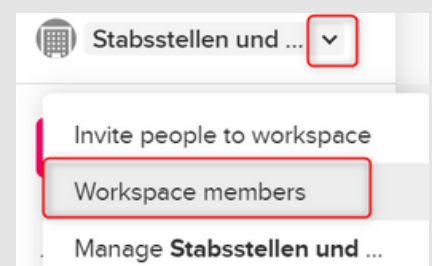 Stabsstellen und ...
Invite people to workspace
Workspace members
Manage Stabsstellen und ...